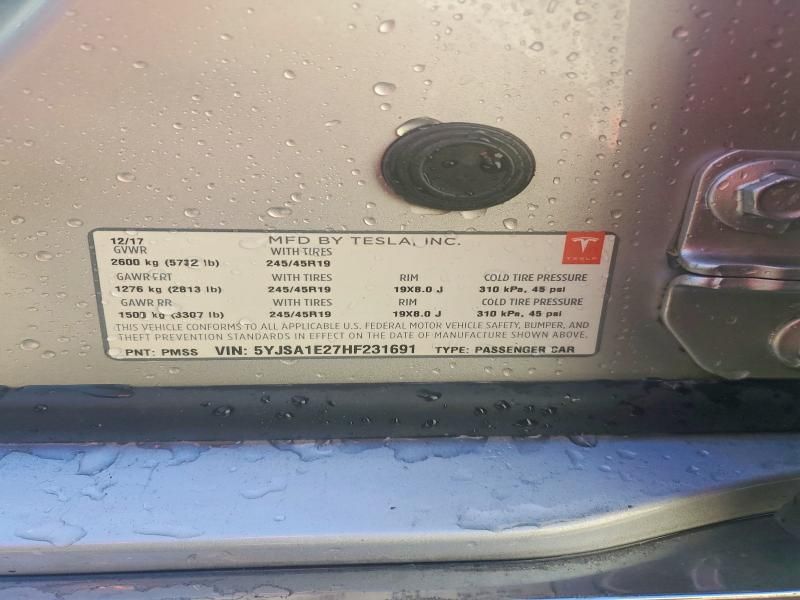 12/17 MFD BY TESLA, INC.
GVWR WITH TIRES
2600 kg (5732 lb) 245/45R19
TESLA
GAWR FRT WITH TIRES RIM COLD TIRE PRESSURE
1276 kg (2813 lb) 245/45R19 19X8.0 J 310 kPa, 45 psi
GAWR RR WITH TIRES RIM COLD TIRE PRESSURE
1500 kg (3307 lb) 245/45R19 19X8.0 J 310 kPa, 45 psi
THIS VEHICLE CONFORMS TO ALL APPLICABLE U.S. FEDERAL MOTOR VEHICLE SAFETY, BUMPER, AND
THEFT PREVENTION STANDARDS IN EFFECT ON THE DATE OF MANUFACTURE SHOWN ABOVE.
PNT: PMSS VIN: 5YJSA1E27HF231691 TYPE: PASSENGER CAR